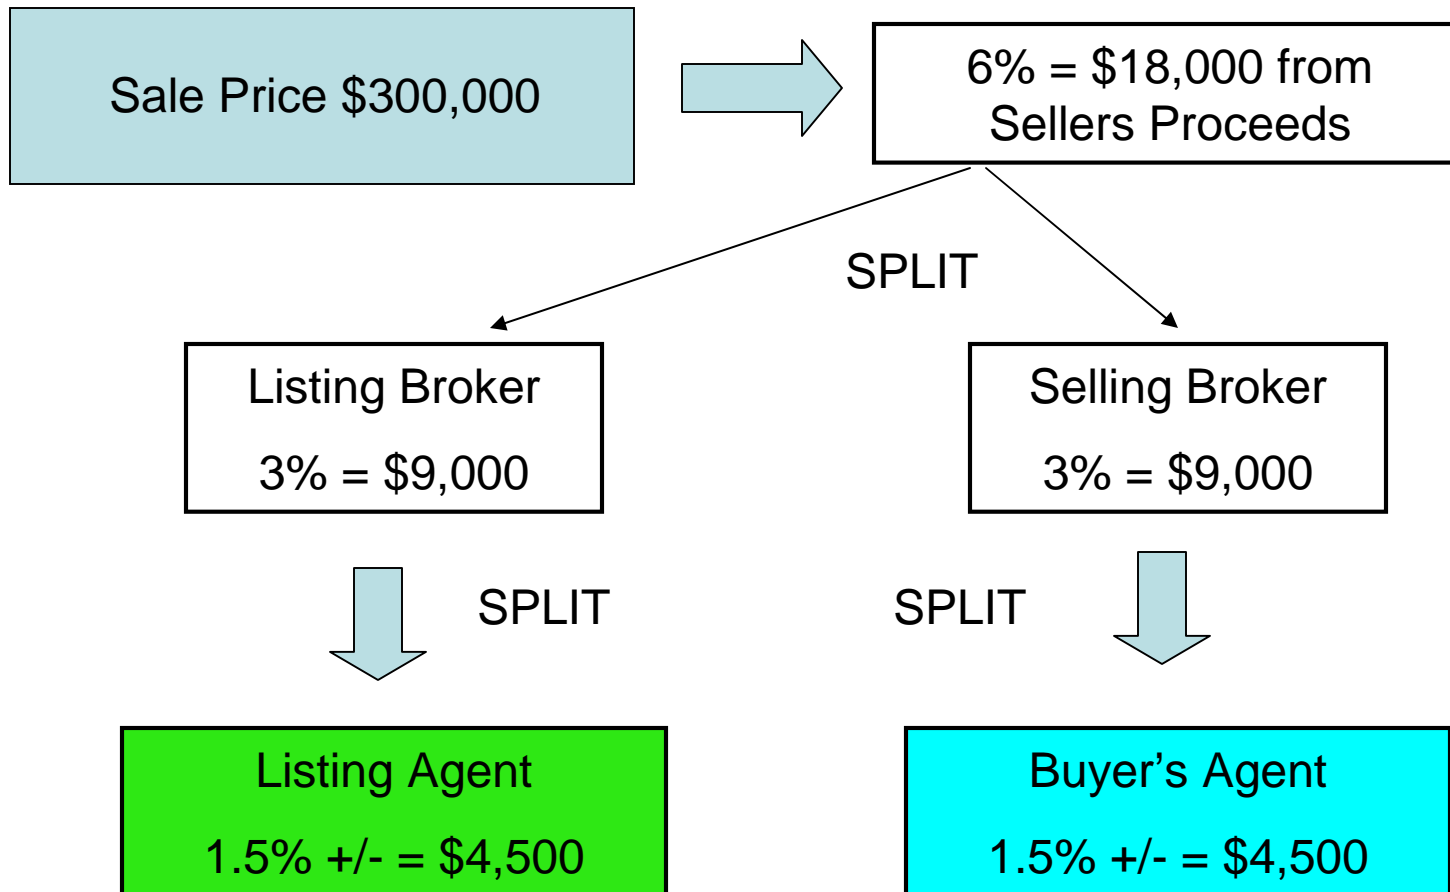 Sale Price $300,000
6% = $18,000 from
Sellers Proceeds
SPLIT
Listing Broker
3% = $9,000
Selling Broker
3% = $9,000
SPLIT
SPLIT
Listing Agent
1.5% +/- = $4,500
Buyer’s Agent
1.5% +/- = $4,500